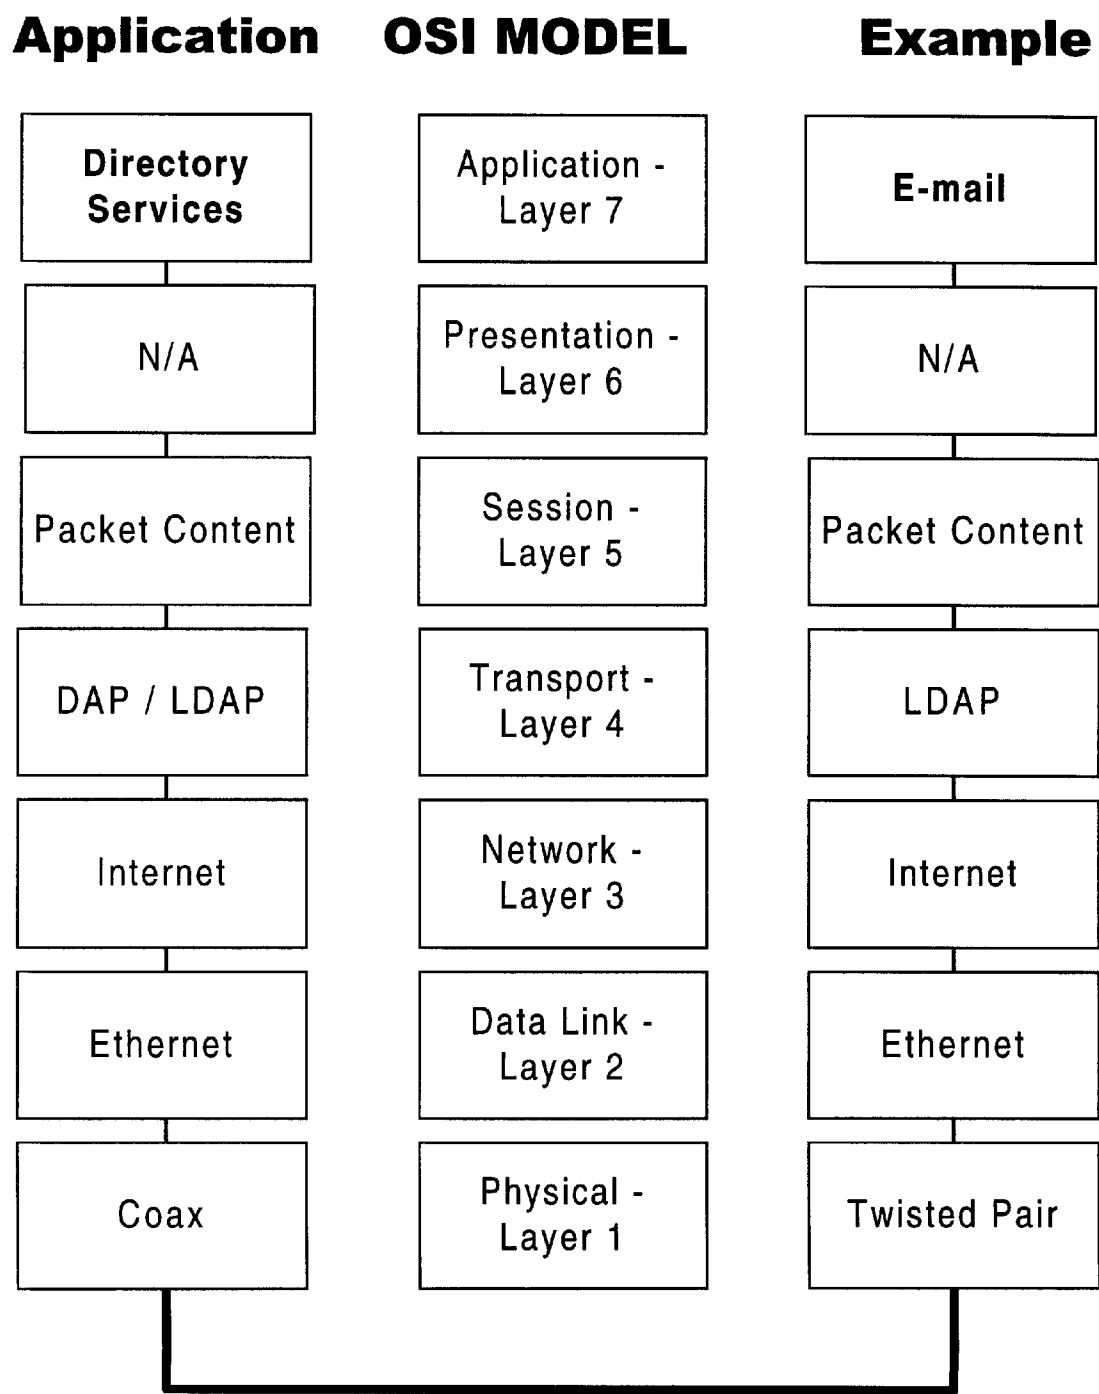 Application OSI MODEL Example
Directory
Services
Application -
Layer 7
E-mail
N/A
Presentation -
Layer 6
N/A
Packet Content
Session -
Layer 5
Packet Content
DAP / LDAP
Transport -
Layer 4
LDAP
Internet
Network -
Layer 3
Internet
Ethernet
Data Link -
Layer 2
Ethernet
Coax
Physical -
Layer 1
Twisted Pair